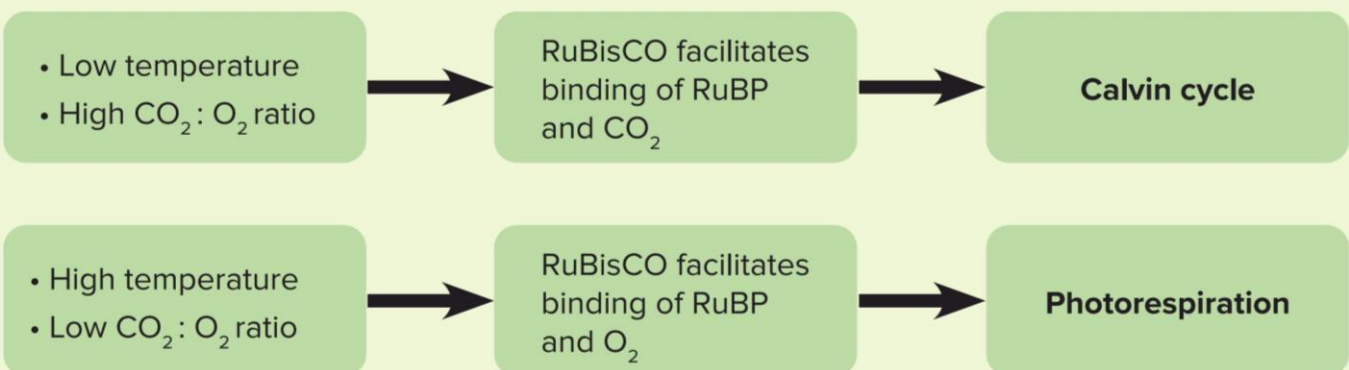 • Low temperature
• High CO₂ : O₂ ratio
RuBisCO facilitates
binding of RuBP
and CO₂
Calvin cycle
• High temperature
• Low CO₂ : O₂ ratio
RuBisCO facilitates
binding of RuBP
and O₂
Photorespiration